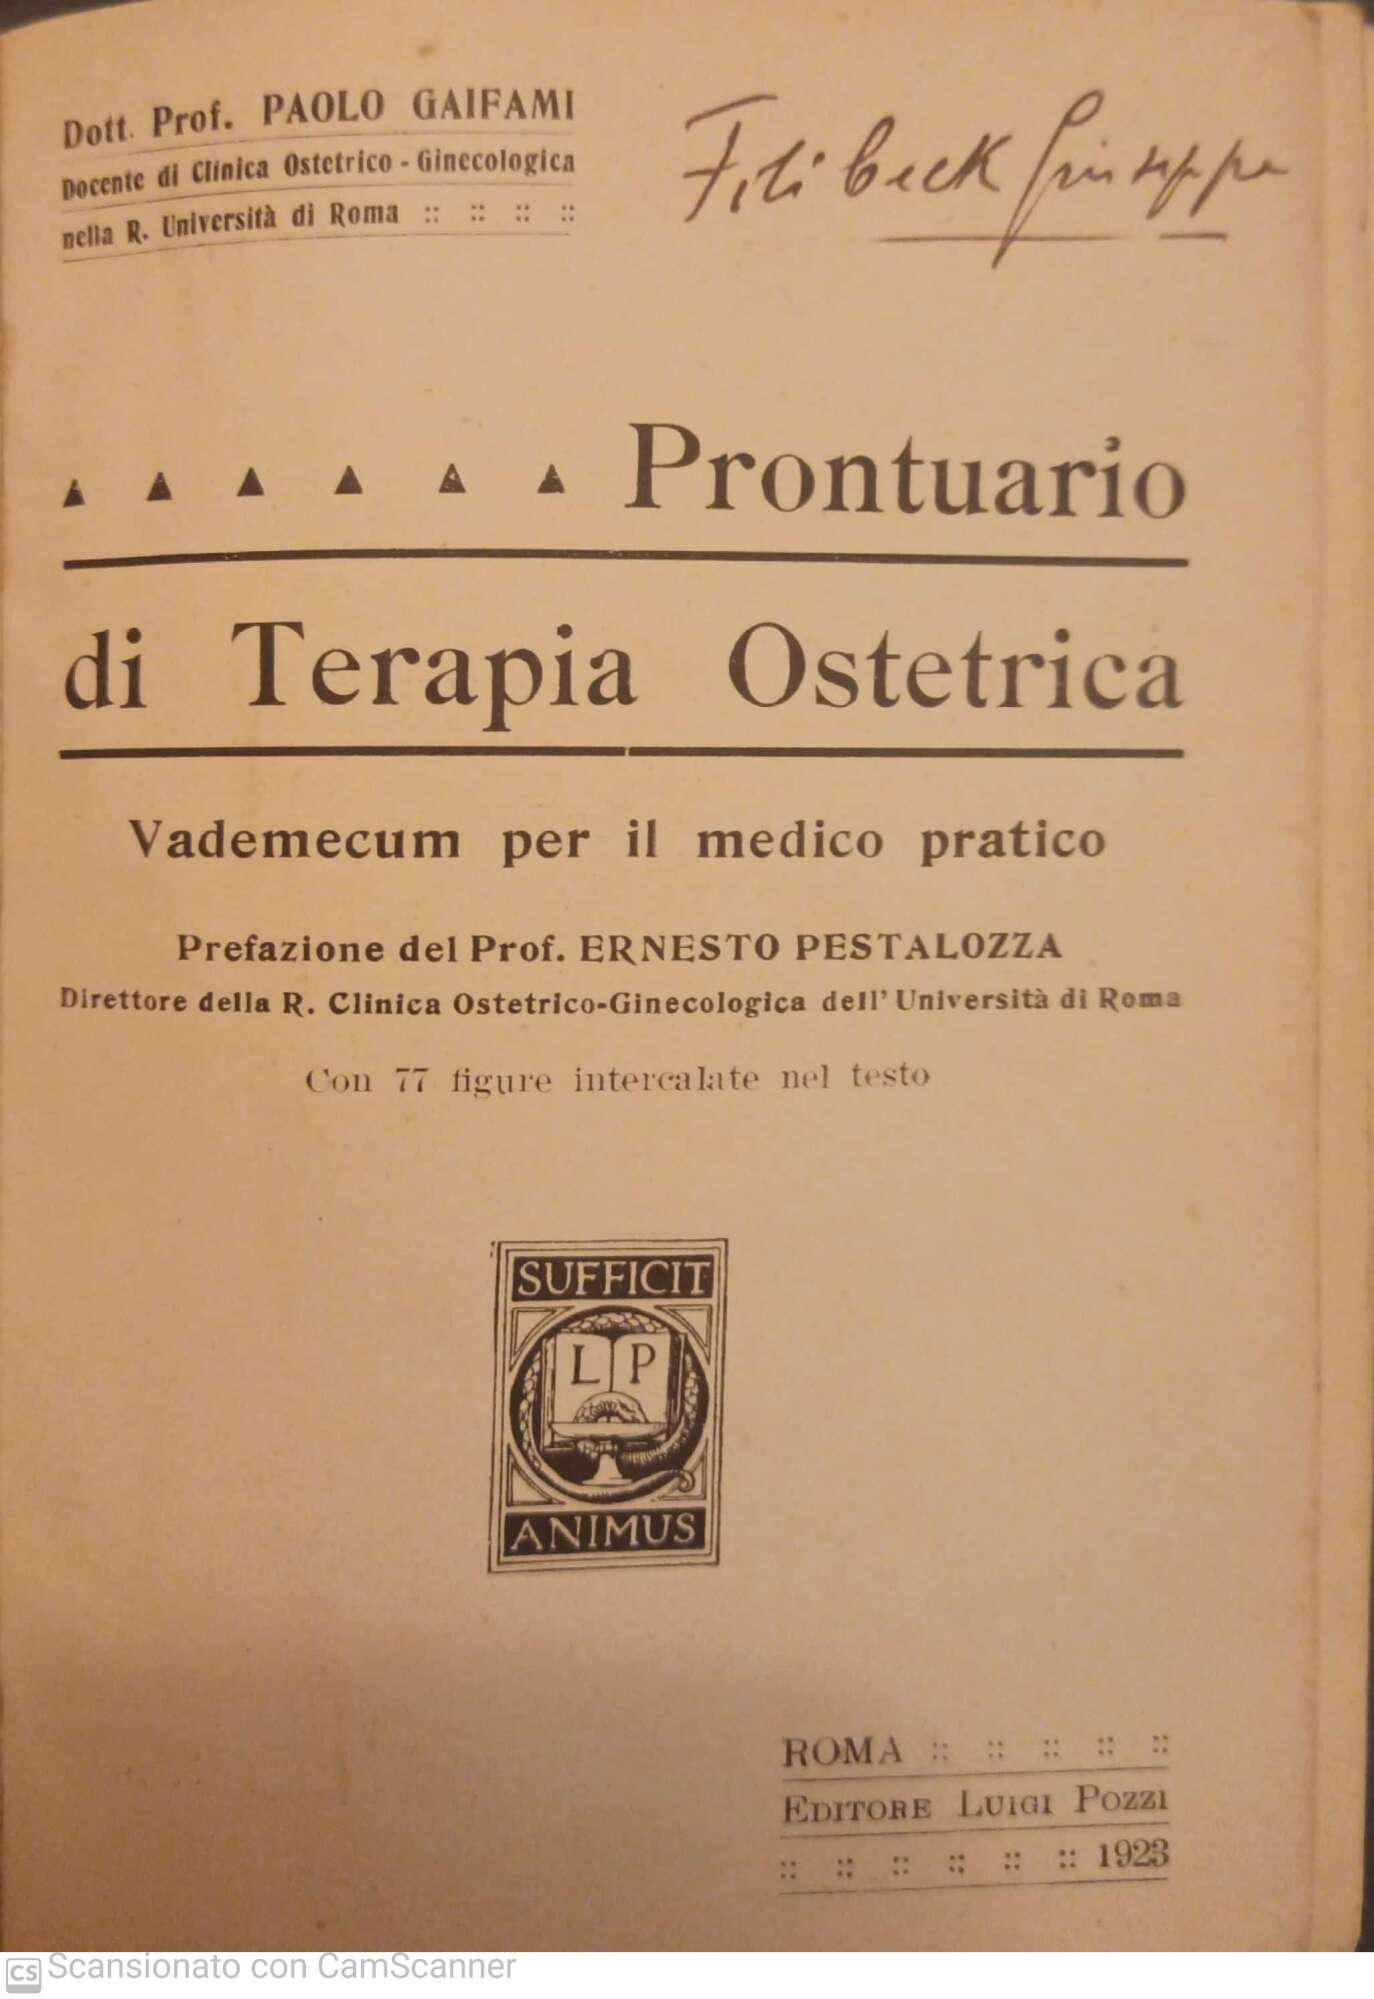 Dott. Prof. PAOLO GAIFAMI
Docente di Clinica Ostetrico - Ginecologica
nella R. Università di Roma :: :: :: ::
Filibeck Giuseppe
Prontuario
di Terapia Ostetrica
Vademecum per il medico pratico
Prefazione del Prof. ERNESTO PESTALOZZA
Direttore della R. Clinica Ostetrico-Ginecologica dell' Università di Roma
Con 77 figure intercalate nel testo
SUFFICIT
L P
ANIMUS
ROMA :: :: :: :: ::
EDITORE LUIGI POZZI
:: :: :: :: :: :: 1923
CS Scansionato con CamScanner